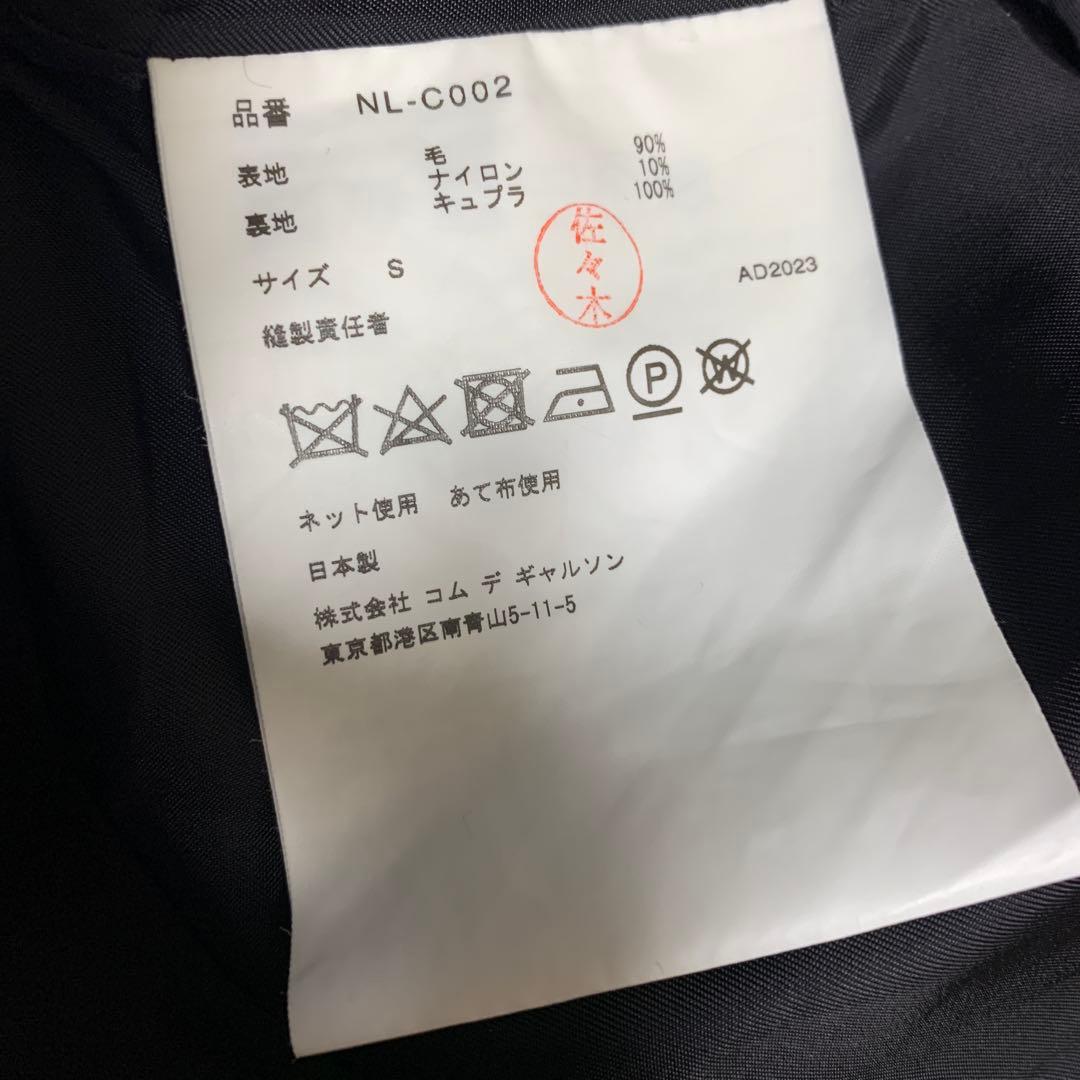 品番 NL-C002
表地 毛 90%
ナイロン 10%
裏地 キュプラ 100%
サイズ S
佐々木
AD2023
縫製責任者
P W
ネット使用 あて布使用
日本製
株式会社 コム デ ギャルソン
東京都港区南青山5-11-5